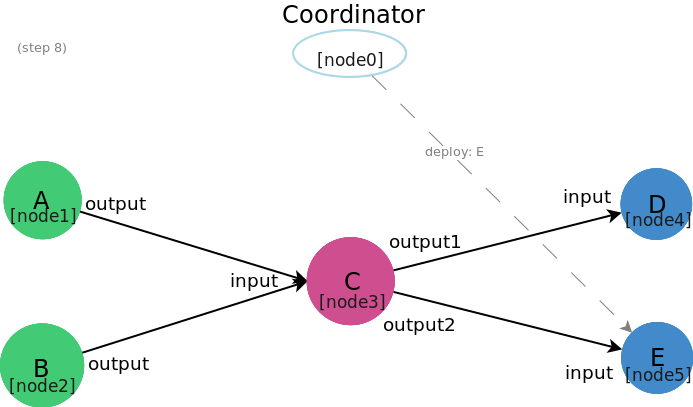 Coordinator
(step 8)
[node0]
deploy: E
A
[node1]
output
input
D
[node4]
output1
input
C
[node3]
output2
B
[node2]
output
input
E
[node5]